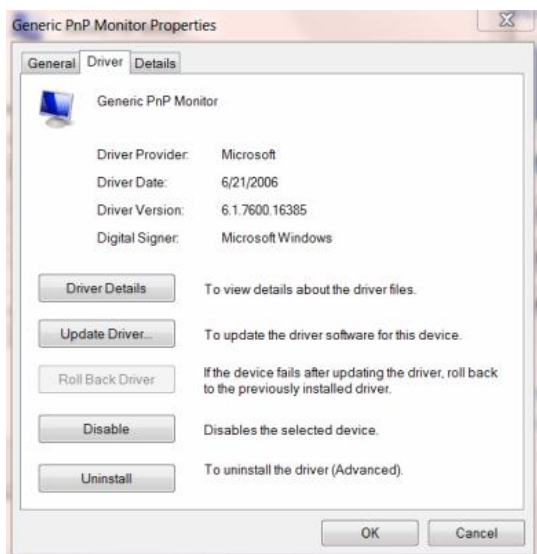 Generic PnP Monitor Properties
General Driver Details
Generic PnP Monitor
Driver Provider: Microsoft
Driver Date: 6/21/2006
Driver Version: 6.1.7600.16385
Digital Signer: Microsoft Windows
Driver Details To view details about the driver files.
Update Driver... To update the driver software for this device.
Roll Back Driver If the device fails after updating the driver, roll back
to the previously installed driver.
Disable Disables the selected device.
Uninstall To uninstall the driver (Advanced).
OK Cancel